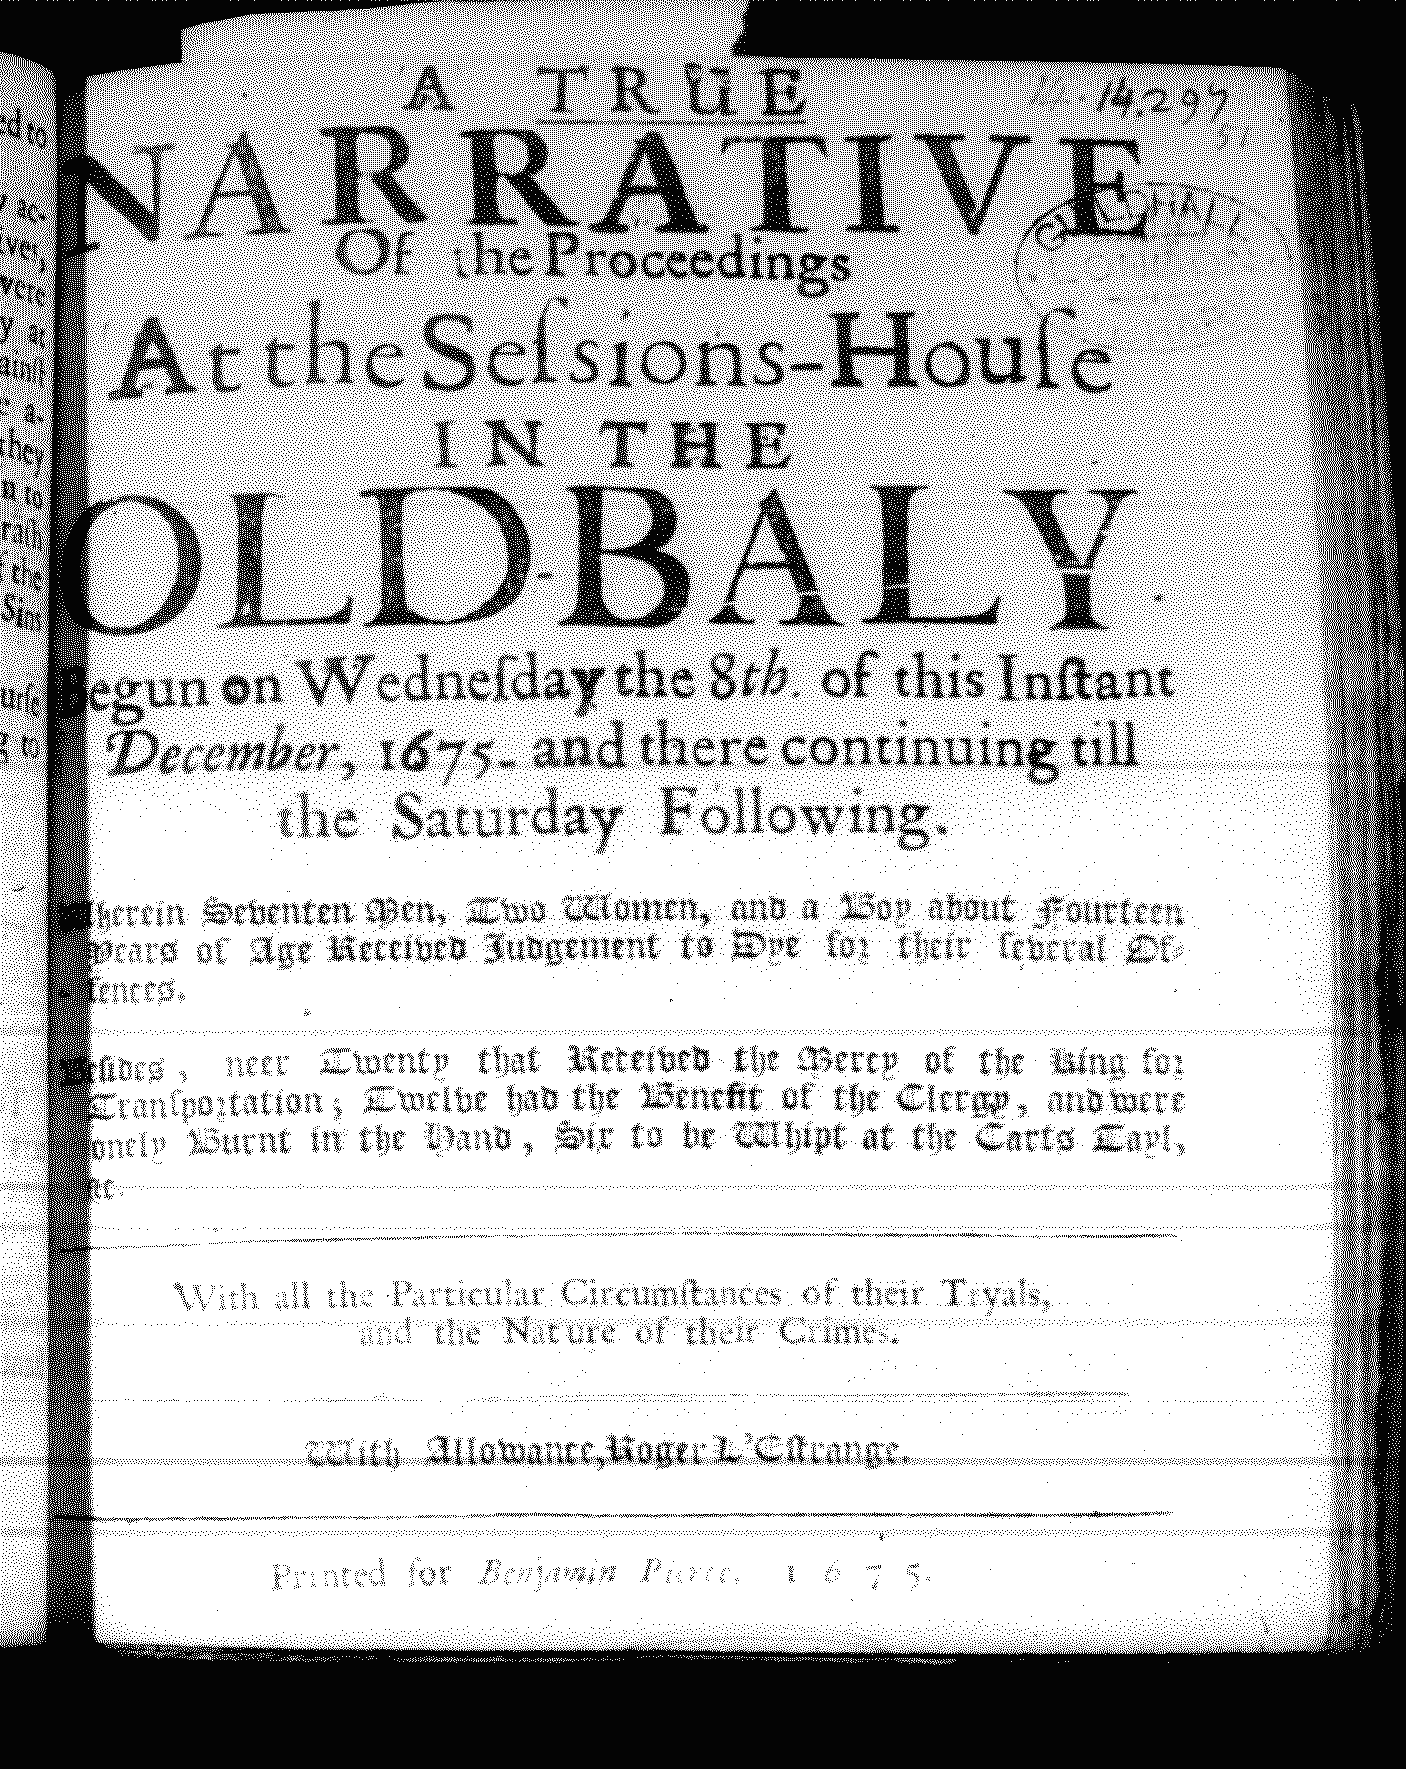 A TRUE
14297
NARRATIVE
Of the Proceedings
At the Seſsions-Houſe
IN THE
OLD-BALY
Begun on Wedneſday the 8th. of this Inſtant
December, 1675. and there continuing till
the Saturday Following.
Wherein Seventen Men, Two Women, and a Boy about Fourteen
years of Age Received Judgement to Dye for their ſeveral Of-
fences.
Beſides, neer Twenty that Received the Mercy of the King for
Tranſportation; Twelve had the Benefit of the Clergy, and were
onely Burnt in the Hand, Six to be Whipt at the Carts Tayl,
&c.
With all the Particular Circumſtances of their Tryals,
and the Nature of their Crimes.
With Allowance, Roger L'Eſtrange.
Printed for Benjamin Pierce. 1675.